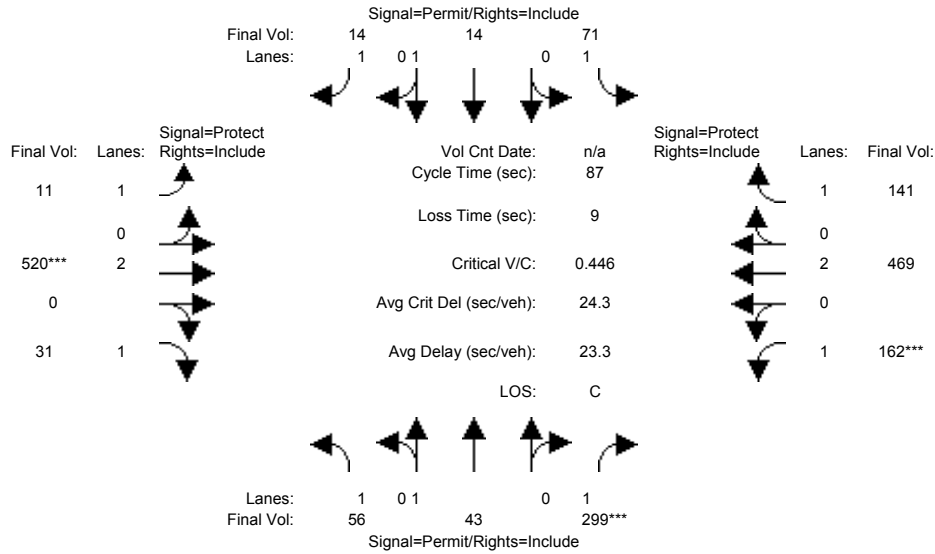 Signal=Permit/Rights=Include
Final Vol: 14 14 71
Lanes: 1 0 1 0 1
Signal=Protect Signal=Protect
Final Vol: Lanes: Rights=Include Vol Cnt Date: n/a Rights=Include Lanes: Final Vol:
Cycle Time (sec): 87
11 1 1 141
Loss Time (sec): 9
0 0
520*** 2 Critical V/C: 0.446 2 469
0 Avg Crit Del (sec/veh): 24.3 0
31 1 Avg Delay (sec/veh): 23.3 1 162***
LOS: C
Lanes: 1 0 1 0 1
Final Vol: 56 43 299***
Signal=Permit/Rights=Include